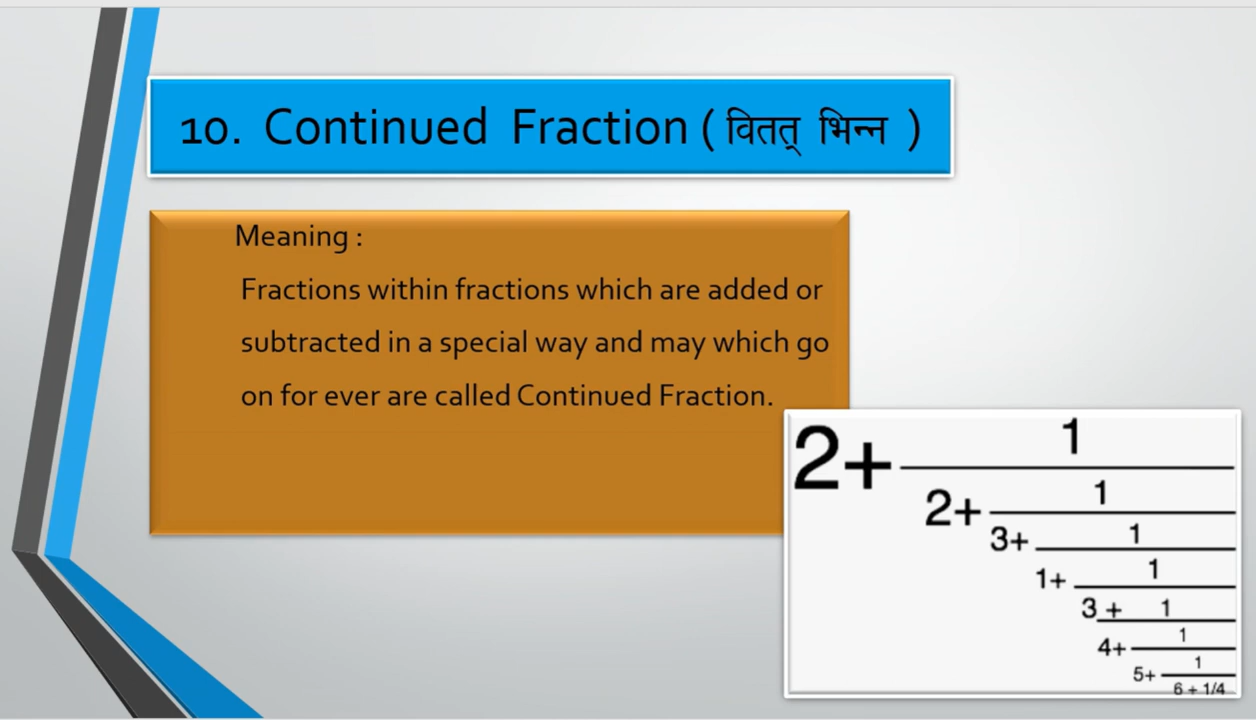 10. Continued Fraction ( वितत् भिन्न )
Meaning :
Fractions within fractions which are added or
subtracted in a special way and may which go
on for ever are called Continued Fraction.
1
2+
1
2+
1
3+
1
1+
3 + 1
1
4+
1
5+
6 + 1/4